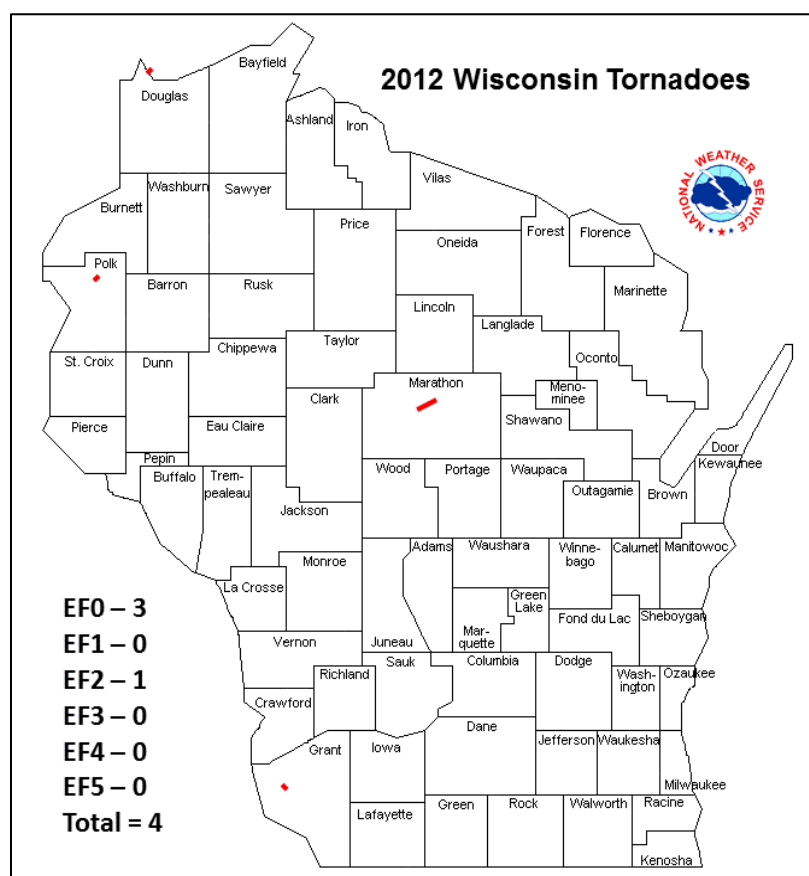 2012 Wisconsin Tornadoes
NATIONAL WEATHER SERVICE
Bayfield
Douglas
Ashland
Iron
Vilas
Washburn
Sawyer
Burnett
Price
Forest
Florence
Oneida
Polk
Barron
Rusk
Marinette
Lincoln
Langlade
Taylor
Chippewa
Oconto
St. Croix
Dunn
Marathon
Meno-
minee
Clark
Shawano
Pierce
Eau Claire
Door
Pepin
Kewaunee
Buffalo
Trem-
pealeau
Wood
Portage
Waupaca
Outagamie
Brown
Jackson
Adams
Waushara
Winne-
bago
Calumet
Manitowoc
Monroe
La Crosse
Green
Lake
Fond du Lac
Sheboygan
Mar-
quette
Vernon
Juneau
Sauk
Columbia
Dodge
Richland
Wash-
ington
Ozaukee
Crawford
Dane
Grant
Iowa
Jefferson
Waukesha
Milwaukee
Lafayette
Green
Rock
Walworth
Racine
Kenosha
EF0 – 3
EF1 – 0
EF2 – 1
EF3 – 0
EF4 – 0
EF5 – 0
Total = 4